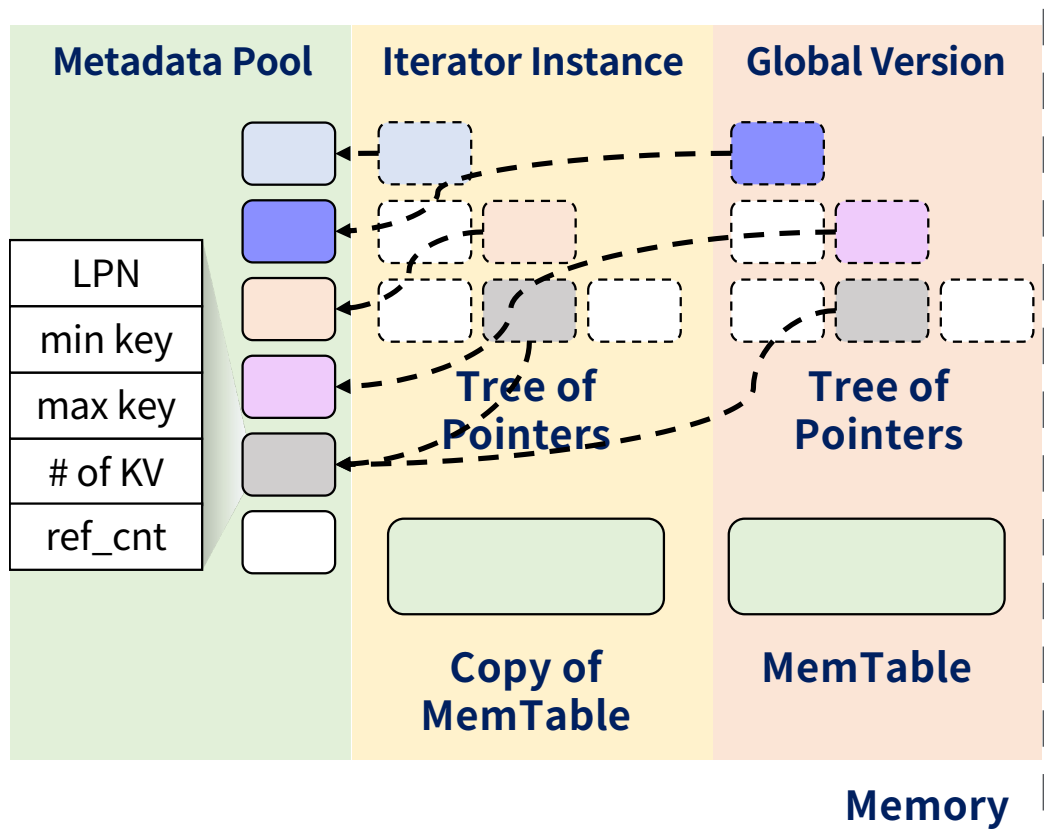 Metadata Pool
Iterator Instance
Global Version
LPN
min key
max key
# of KV
ref_cnt
Tree of
Pointers
Tree of
Pointers
Copy of
MemTable
MemTable
Memory